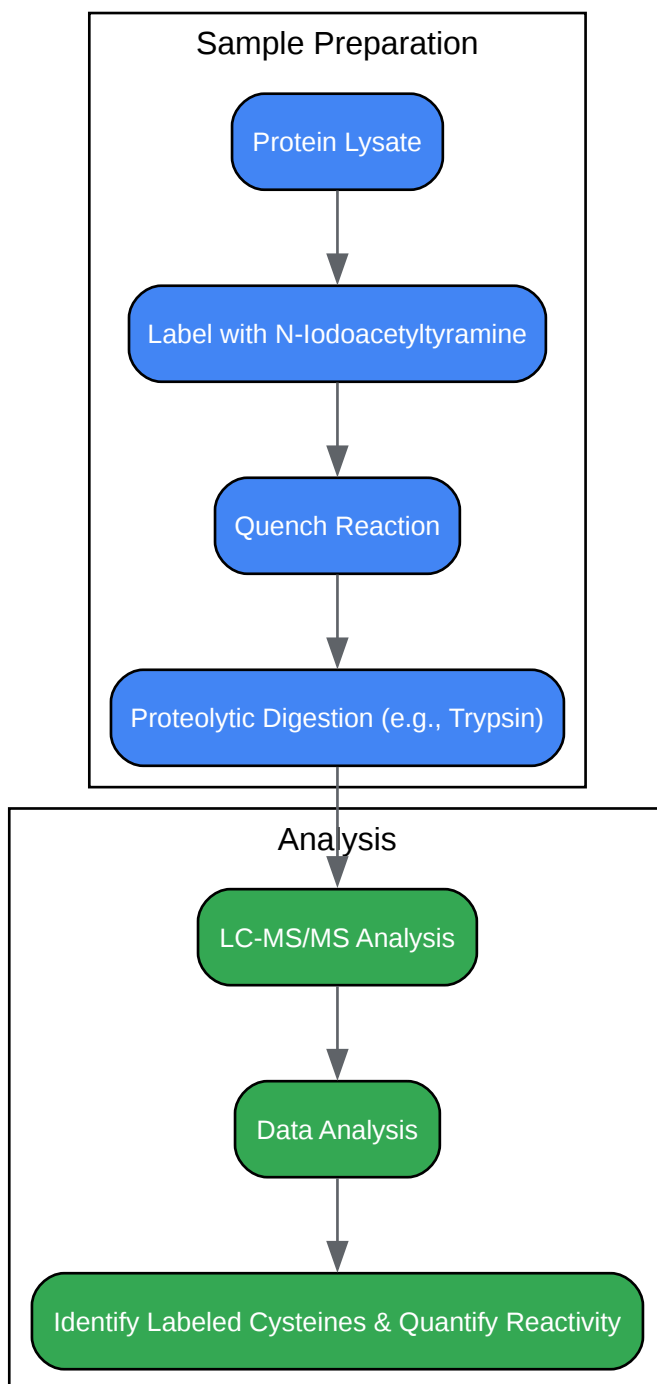 Sample Preparation
Protein Lysate
Label with N-Iodoacetyltyramine
Quench Reaction
Proteolytic Digestion (e.g., Trypsin)
Analysis
LC-MS/MS Analysis
Data Analysis
Identify Labeled Cysteines & Quantify Reactivity